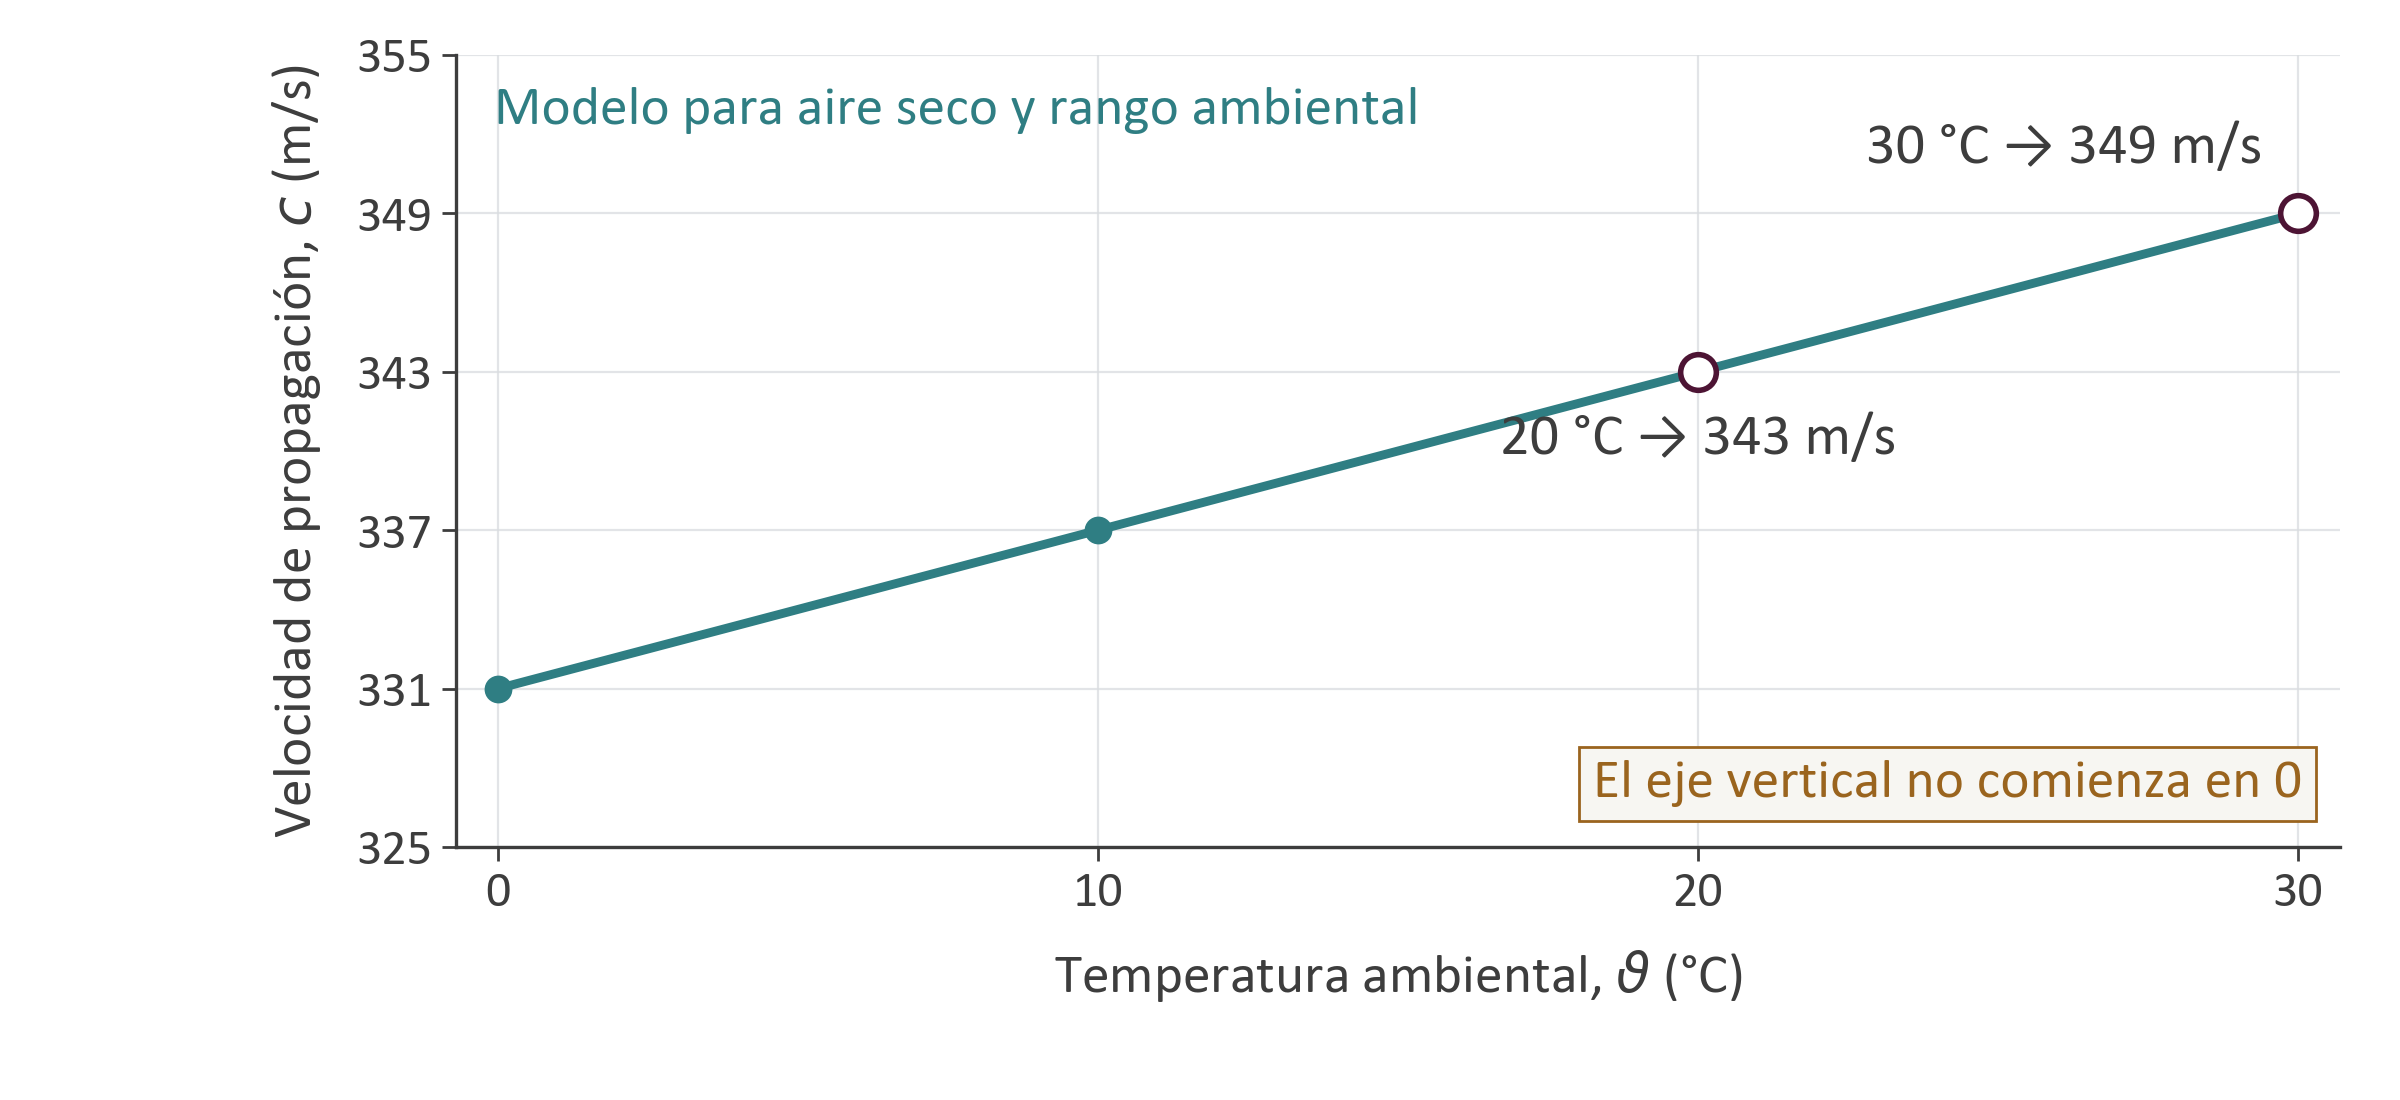 355
Modelo para aire seco y rango ambiental
30 °C → 349 m/s
349
343
20 °C → 343 m/s
337
331
El eje vertical no comienza en 0
325
Velocidad de propagación, c (m/s)
0 10 20 30
Temperatura ambiental, ϑ (°C)